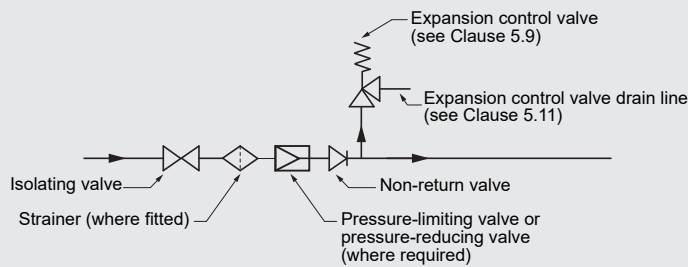 Expansion control valve
(see Clause 5.9)
Expansion control valve drain line
(see Clause 5.11)
Isolating valve
Non-return valve
Strainer (where fitted)
Pressure-limiting valve or
pressure-reducing valve
(where required)